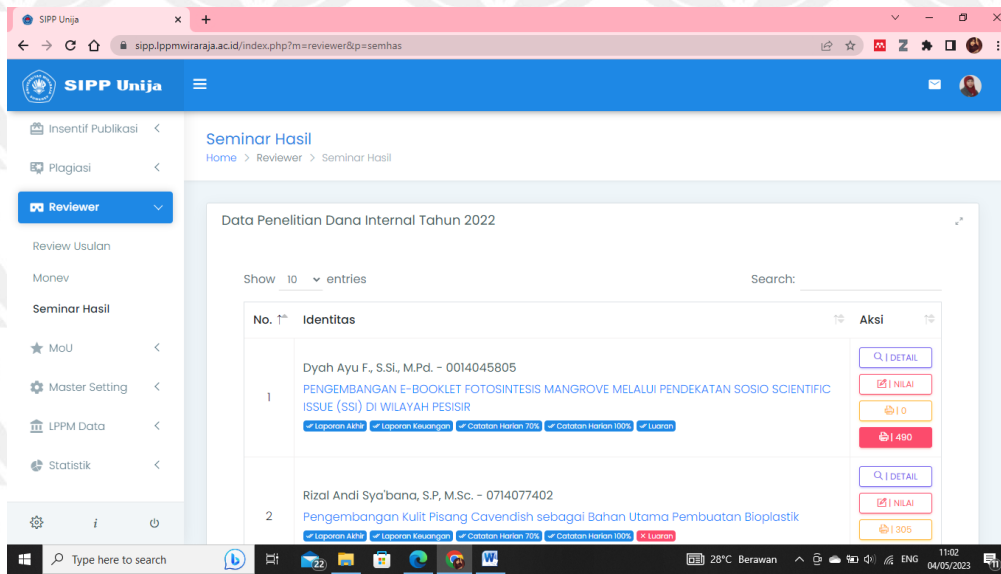 SIPP Unija
sipp.lppmwiraraja.ac.id/index.php?m=reviewer&p=semhas
SIPP Unija
Insentif Publikasi
Plagiasi
Reviewer
Review Usulan
Monev
Seminar Hasil
MoU
Master Setting
LPPM Data
Statistik
Seminar Hasil
Home > Reviewer > Seminar Hasil
Data Penelitian Dana Internal Tahun 2022
Show 10 entries Search:
No. Identitas Aksi
1
Dyah Ayu F., S.Si., M.Pd. - 0014045805
PENGEMBANGAN E-BOOKLET FOTOSINTESIS MANGROVE MELALUI PENDEKATAN SOSIO SCIENTIFIC
ISSUE (SSI) DI WILAYAH PESISIR
Laporan Akhir Laporan Keuangan Catatan Harian 70% Catatan Harian 100% Luaran
| DETAIL
| NILAI
| 0
| 490
2
Rizal Andi Sya'bana, S.P, M.Sc. - 0714077402
Pengembangan Kulit Pisang Cavendish sebagai Bahan Utama Pembuatan Bioplastik
Laporan Akhir Laporan Keuangan Catatan Harian 70% Catatan Harian 100% Luaran
| DETAIL
| NILAI
| 305
Type here to search
22
28°C Berawan
ENG
11:02
04/05/2023